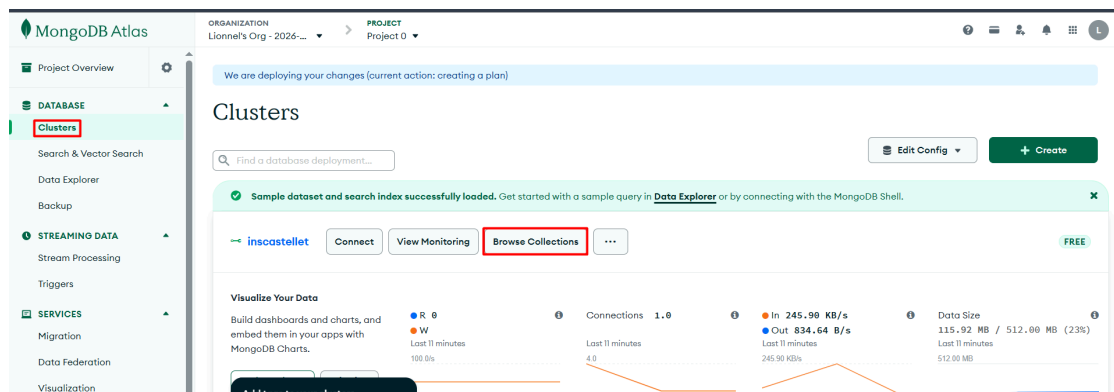 MongoDB Atlas
ORGANIZATION
Lionnel's Org - 2026-...
PROJECT
Project 0
L
Project Overview
DATABASE
Clusters
Search & Vector Search
Data Explorer
Backup
STREAMING DATA
Stream Processing
Triggers
SERVICES
Migration
Data Federation
Visualization
We are deploying your changes (current action: creating a plan)
Clusters
Find a database deployment...
Edit Config
+ Create
Sample dataset and search index successfully loaded. Get started with a sample query in Data Explorer or by connecting with the MongoDB Shell.
inscastellet
Connect
View Monitoring
Browse Collections
...
FREE
Visualize Your Data
Build dashboards and charts, and
embed them in your apps with
MongoDB Charts.
R 0
W
Last 11 minutes
100.0/s
Connections 1.0
Last 11 minutes
4.0
In 245.90 KB/s
Out 834.64 B/s
Last 11 minutes
245.90 KB/s
Data Size
115.92 MB / 512.00 MB (23%)
Last 11 minutes
512.00 MB